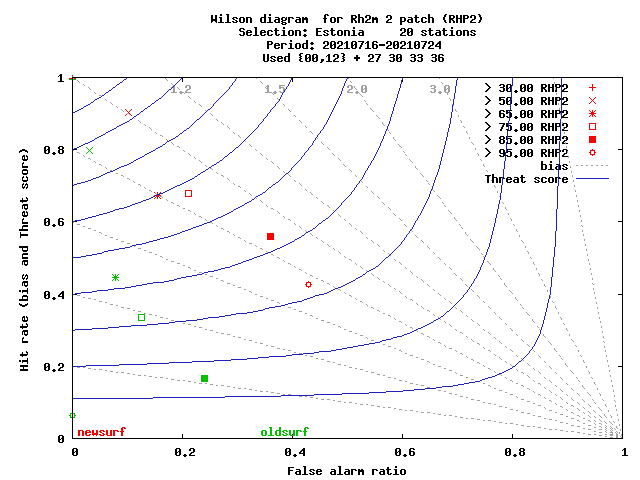 Wilson diagram  for Rh2m 2 patch (RHP2)
Selection: Estonia     20 stations
Period: 20210716-20210724
Used {00,12} + 27 30 33 36
1.2 1.5 2.0 3.0
> 30.00 RHP2
> 50.00 RHP2
> 65.00 RHP2
> 75.00 RHP2
> 85.00 RHP2
> 95.00 RHP2
bias
Threat score
Hit rate (bias and Threat score)
1
0.8
0.6
0.4
0.2
0
newsurf oldsurf
0 0.2 0.4 0.6 0.8 1
False alarm ratio